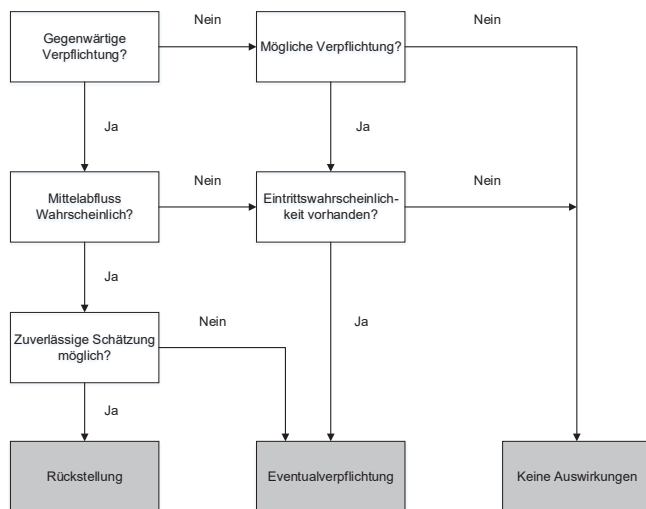 Nein
Nein
Gegenwärtige
Verpflichtung?
Mögliche Verpflichtung?
Ja
Ja
Mittelabfluss
Wahrscheinlich?
Nein
Eintrittswahrscheinlich-
keit vorhanden?
Nein
Ja
Zuverlässige Schätzung
möglich?
Nein
Ja
Ja
Rückstellung
Eventualverpflichtung
Keine Auswirkungen